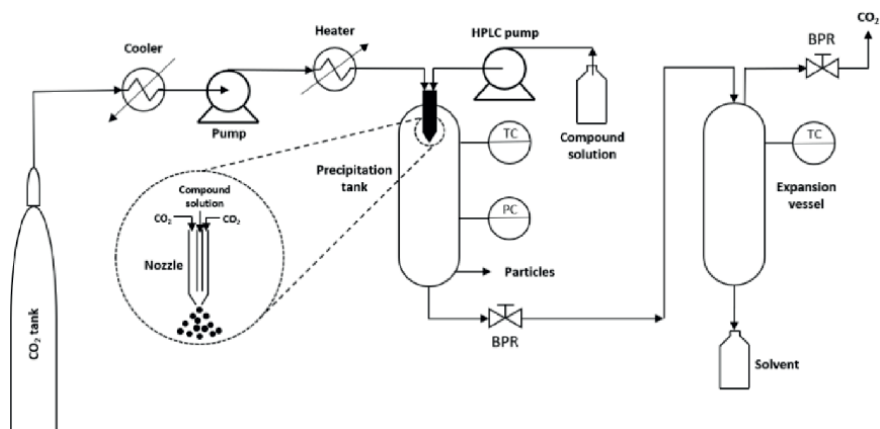 Cooler
Heater
HPLC pump
BPR
CO₂
Pump
Compound
solution
TC
Precipitation
tank
TC
Expansion
vessel
Compound
solution
CO₂
CO₂
PC
Nozzle
Particles
BPR
CO₂ tank
Solvent